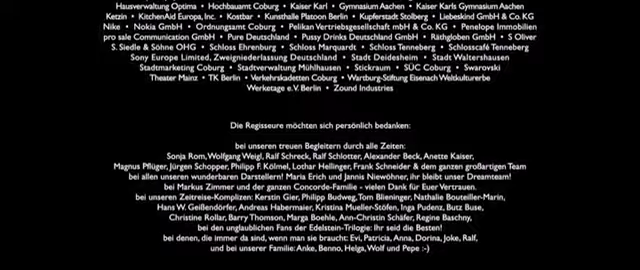 Hausverwaltung Optima • Hochbauamt Coburg • Kaiser Karl • Gymnasium Aachen • Kaiser Karls Gymnasium Aachen
Ketzin • KitchenAid Europa, Inc. • Kostbar • Kunsthalle Platoon Berlin • Kupferstadt Stolberg • Liebeskind GmbH & Co. KG
Nike • Nokia GmbH • Ordnungsamt Coburg • Pelikan Vertriebsgesellschaft mbH & Co. KG • Penelope Immobilien
pro sale Communication GmbH • Pure Deutschland • Pussy Drinks Deutschland GmbH • Räthgloben GmbH • S Oliver
S. Siedle & Söhne OHG • Schloss Ehrenburg • Schloss Marquardt • Schloss Tenneberg • Schlosscafé Tenneberg
Sony Europe Limited, Zweigniederlassung Deutschland • Stadt Deidesheim • Stadt Waltershausen
Stadtmarketing Coburg • Stadtverwaltung Mühlhausen • Stickraum • SÜC Coburg • Swarovski
Theater Mainz • TK Berlin • Verkehrskadetten Coburg • Wartburg-Stiftung Eisenach Weltkulturerbe
Werketage e.V. Berlin • Zound Industries
Die Regisseure möchten sich persönlich bedanken:
bei unseren treuen Begleitern durch alle Zeiten:
Sonja Rom, Wolfgang Weigl, Ralf Schreck, Ralf Schlotter, Alexander Beck, Anette Kaiser,
Magnus Pflüger, Jürgen Schopper, Philipp F. Kölmel, Lothar Hellinger, Frank Schneider & dem ganzen großartigen Team
bei allen unseren wunderbaren Darstellern! Maria Erich und Jannis Niewöhner, ihr bleibt unser Dreamteam!
bei Markus Zimmer und der ganzen Concorde-Familie - vielen Dank für Euer Vertrauen.
bei unseren Zeitreise-Komplizen: Kerstin Gier, Philipp Budweg, Tom Blieninger, Nathalie Bouteiller-Marin,
Hans W. Geißendörfer, Andreas Habermaier, Kristina Mueller-Stöfen, Inga Pudenz, Butz Buse,
Christine Rollar, Barry Thomson, Marga Boehle, Ann-Christin Schäfer, Regine Baschny,
bei den unglaublichen Fans der Edelstein-Trilogie: Ihr seid die Besten!
bei denen, die immer da sind, wenn man sie braucht: Evi, Patricia, Anna, Dorina, Joke, Ralf,
und bei unserer Familie: Anke, Benno, Helga, Wolf und Pepe :-)